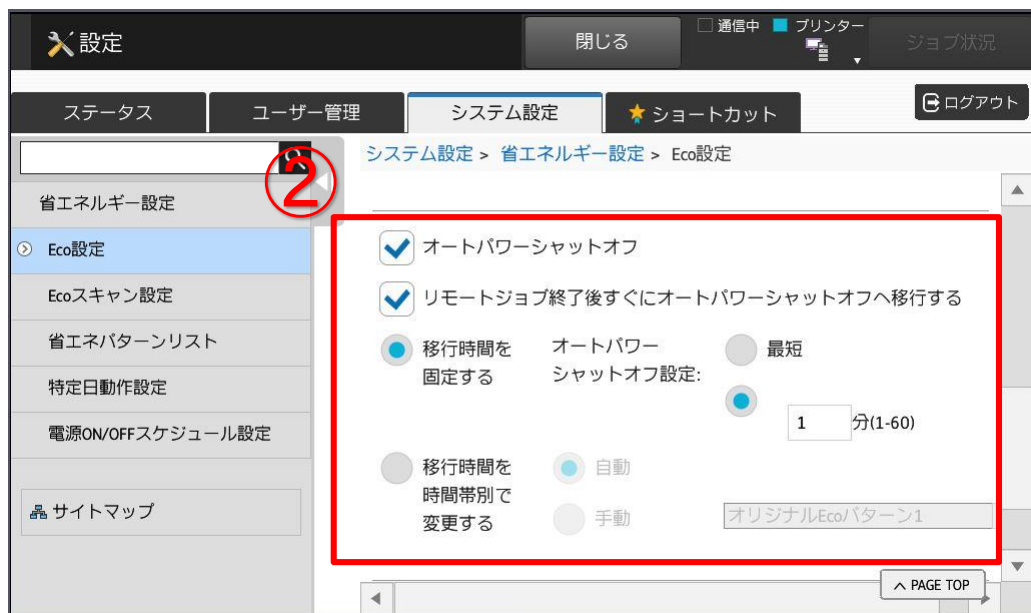 設定
閉じる
通信中
プリンター
ジョブ状況
ステータス
ユーザー管理
システム設定
ショートカット
ログアウト
②
システム設定 > 省エネルギー設定 > Eco設定
省エネルギー設定
Eco設定
Ecoスキャン設定
省エネパターンリスト
特定日動作設定
電源ON/OFFスケジュール設定
サイトマップ
オートパワーシャットオフ
リモートジョブ終了後すぐにオートパワーシャットオフへ移行する
移行時間を
固定する
オートパワー
シャットオフ設定:
最短
1 分(1-60)
移行時間を
時間帯別で
変更する
自動
手動
オリジナルEcoパターン1
PAGE TOP